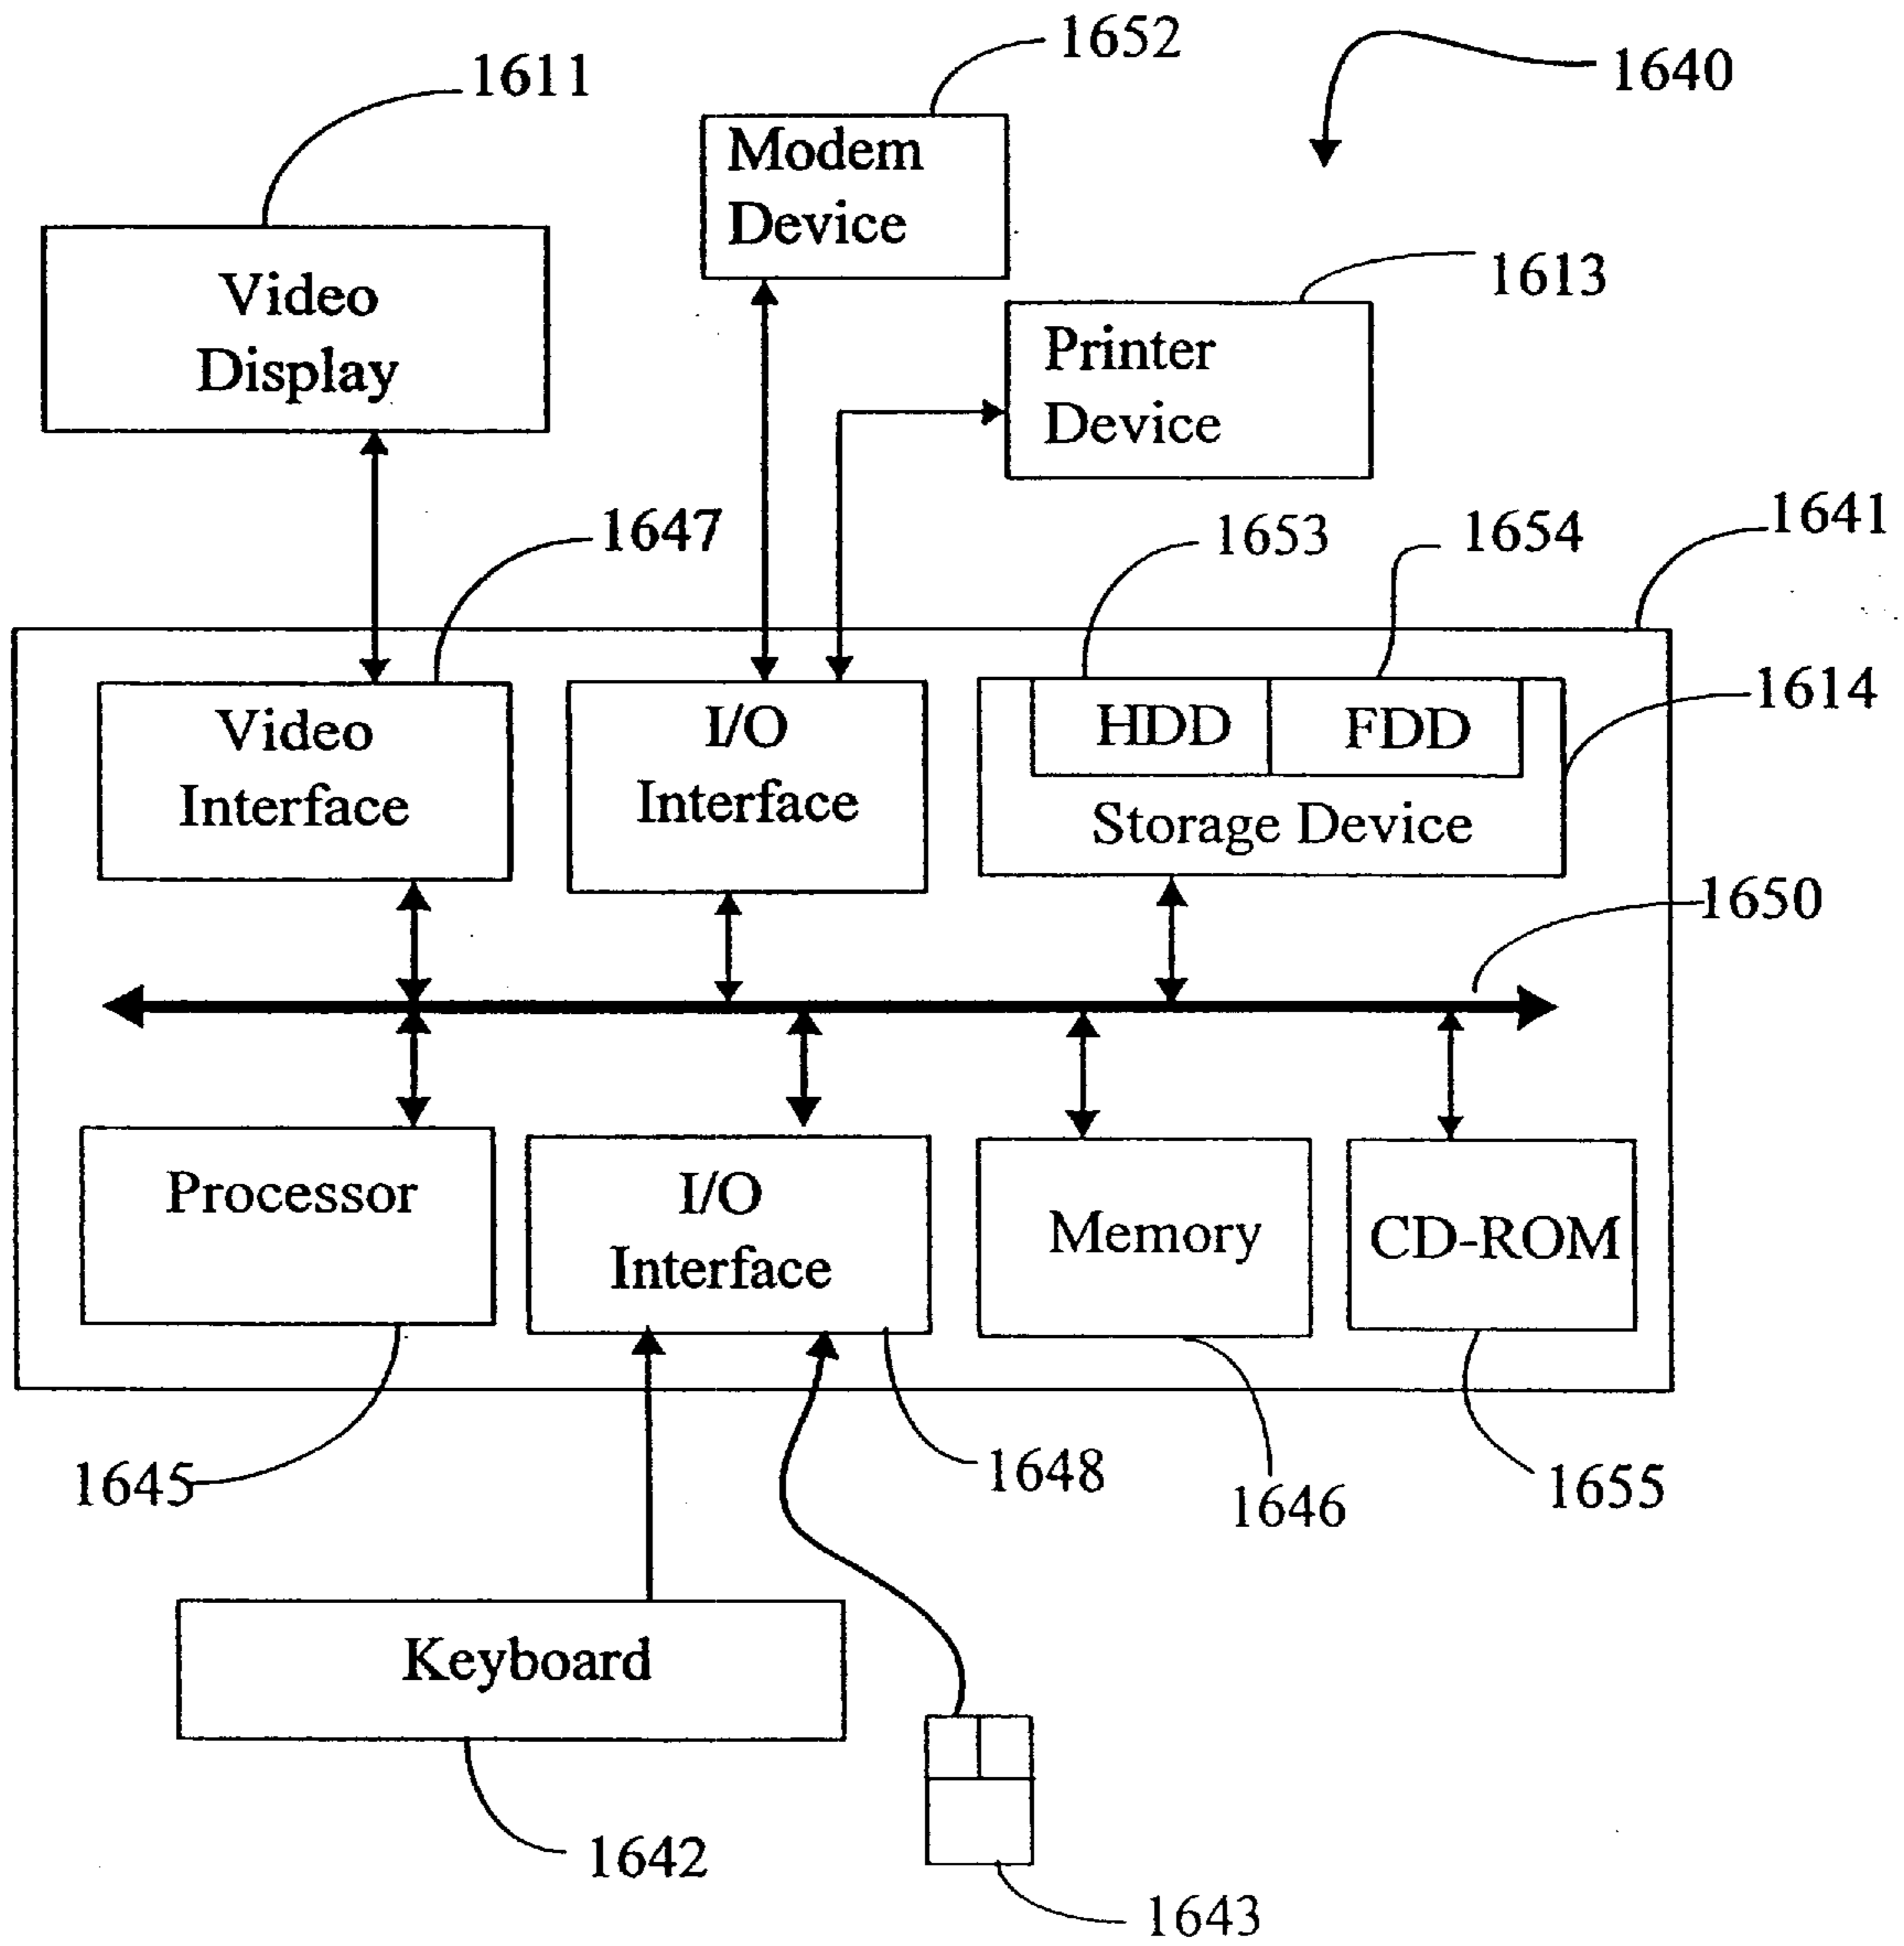 1652
1640
1611
Modem
Device
1613
Video
Display
Printer
Device
1647
1653
1654
1641
1614
Video
Interface
I/O
Interface
HDD
FDD
Storage Device
1650
Processor
I/O
Interface
Memory
CD-ROM
1645
1648
1646
1655
Keyboard
1642
1643